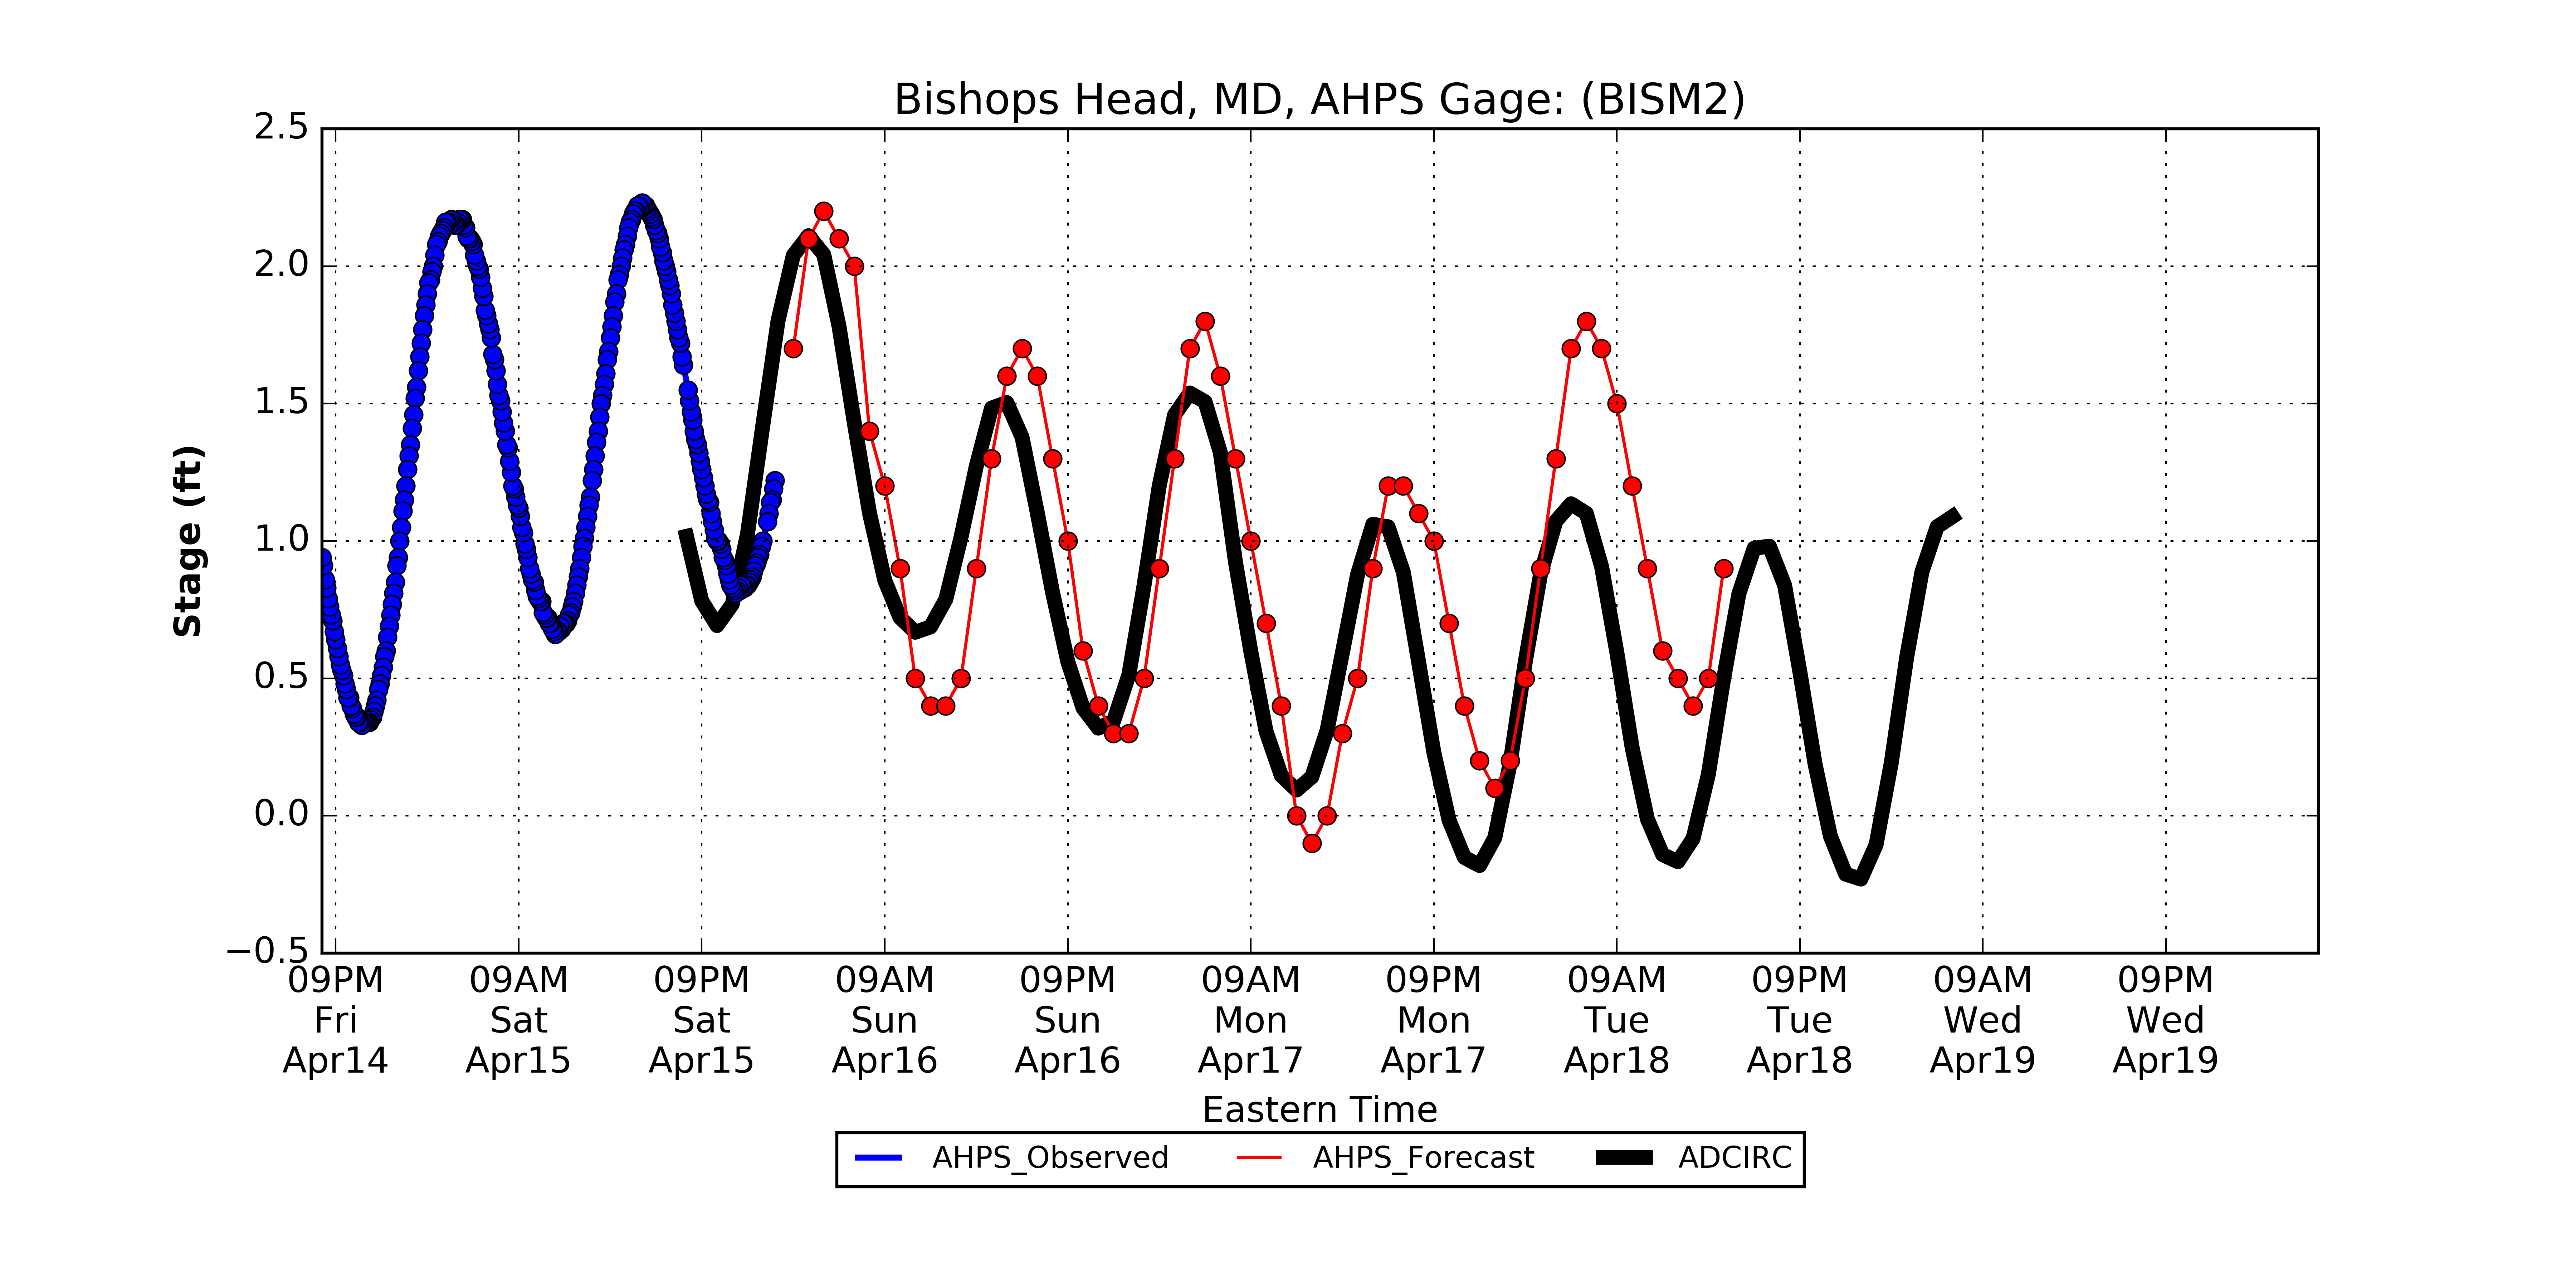 Bishops Head, MD, AHPS Gage: (BISM2)
2.5
2.0
1.5
1.0
0.5
0.0
−0.5
Stage (ft)
09PM 09AM 09PM 09AM 09PM 09AM 09PM 09AM 09PM 09AM 09PM
Fri Sat Sat Sun Sun Mon Mon Tue Tue Wed Wed
Apr14 Apr15 Apr15 Apr16 Apr16 Apr17 Apr17 Apr18 Apr18 Apr19 Apr19
Eastern Time
AHPS_Observed AHPS_Forecast ADCIRC